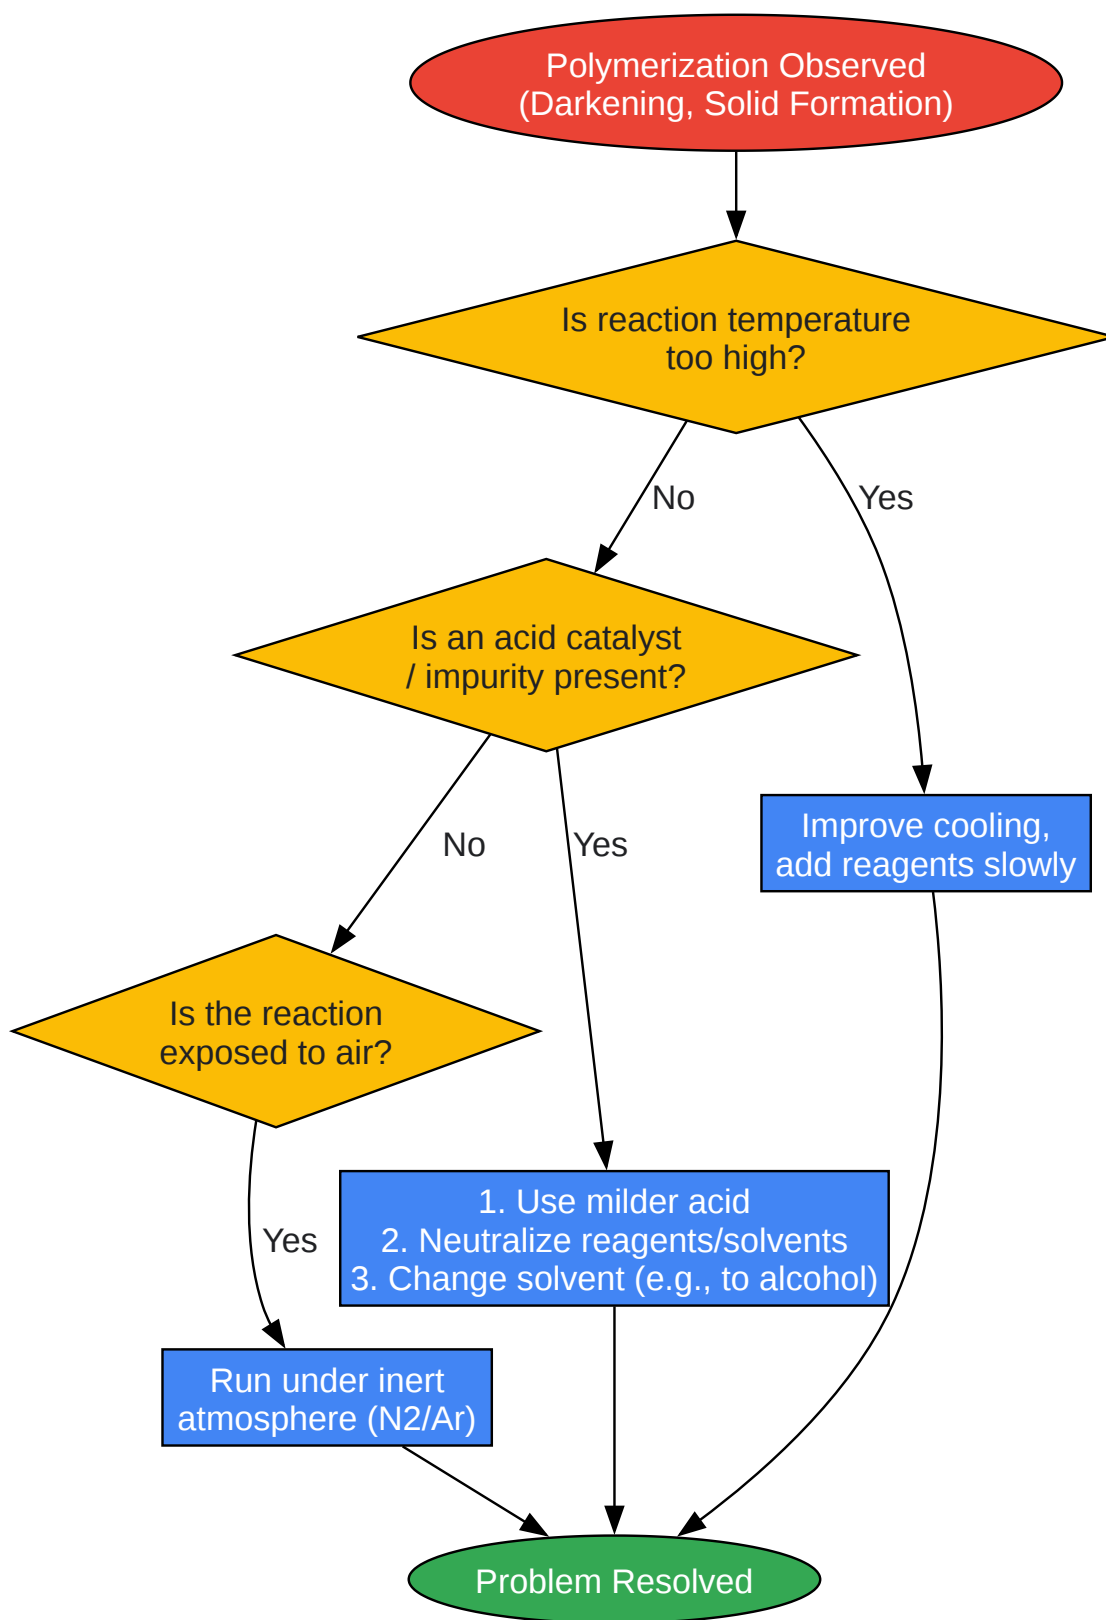 Polymerization Observed
(Darkening, Solid Formation)
Is reaction temperature
too high?
No
Yes
Is an acid catalyst
/ impurity present?
Improve cooling,
add reagents slowly
No
Yes
Is the reaction
exposed to air?
1. Use milder acid
2. Neutralize reagents/solvents
3. Change solvent (e.g., to alcohol)
Yes
Run under inert
atmosphere (N2/Ar)
Problem Resolved